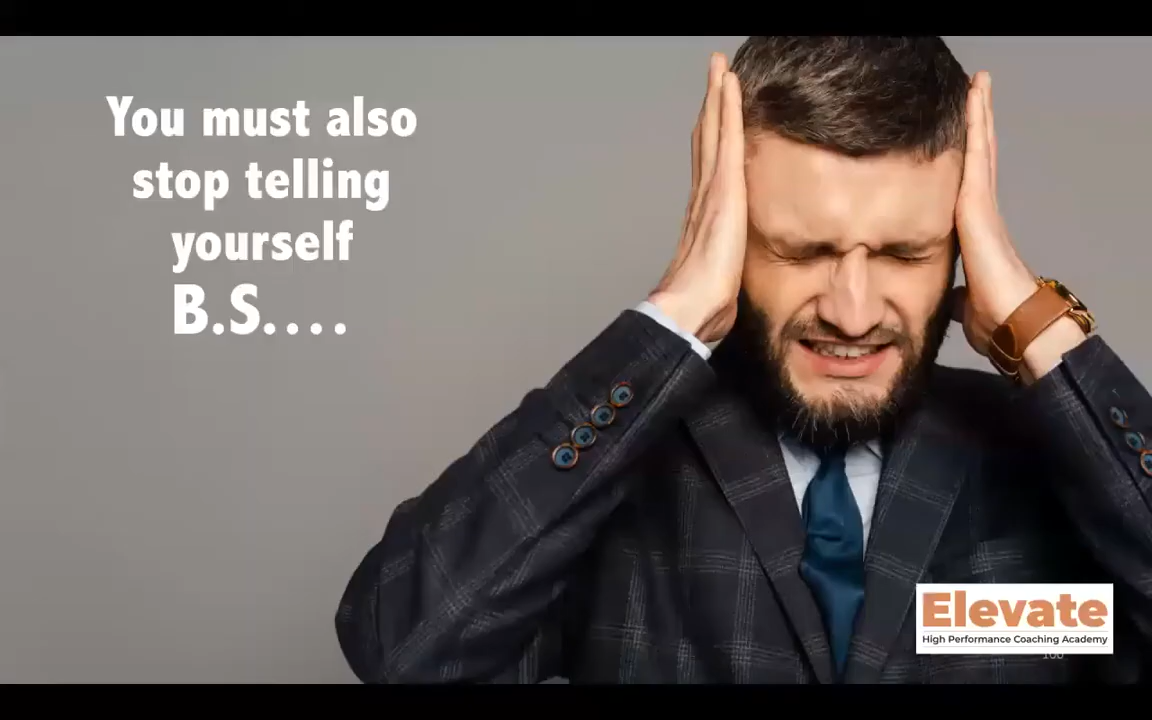 You must also
stop telling
yourself
B.S....
Elevate
High Performance Coaching Academy